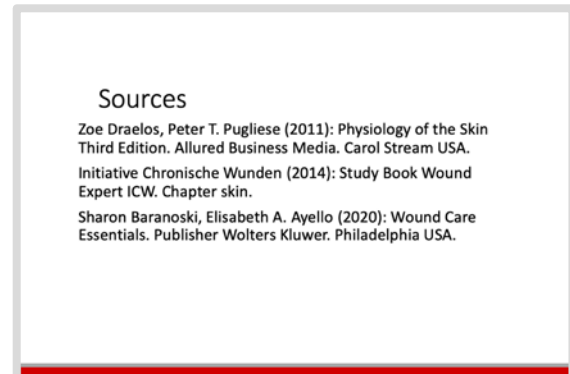 Sources
Zoe Draelos, Peter T. Pugliese (2011): Physiology of the Skin
Third Edition. Allured Business Media. Carol Stream USA.
Initiative Chronische Wunden (2014): Study Book Wound
Expert ICW. Chapter skin.
Sharon Baranoski, Elisabeth A. Ayello (2020): Wound Care
Essentials. Publisher Wolters Kluwer. Philadelphia USA.